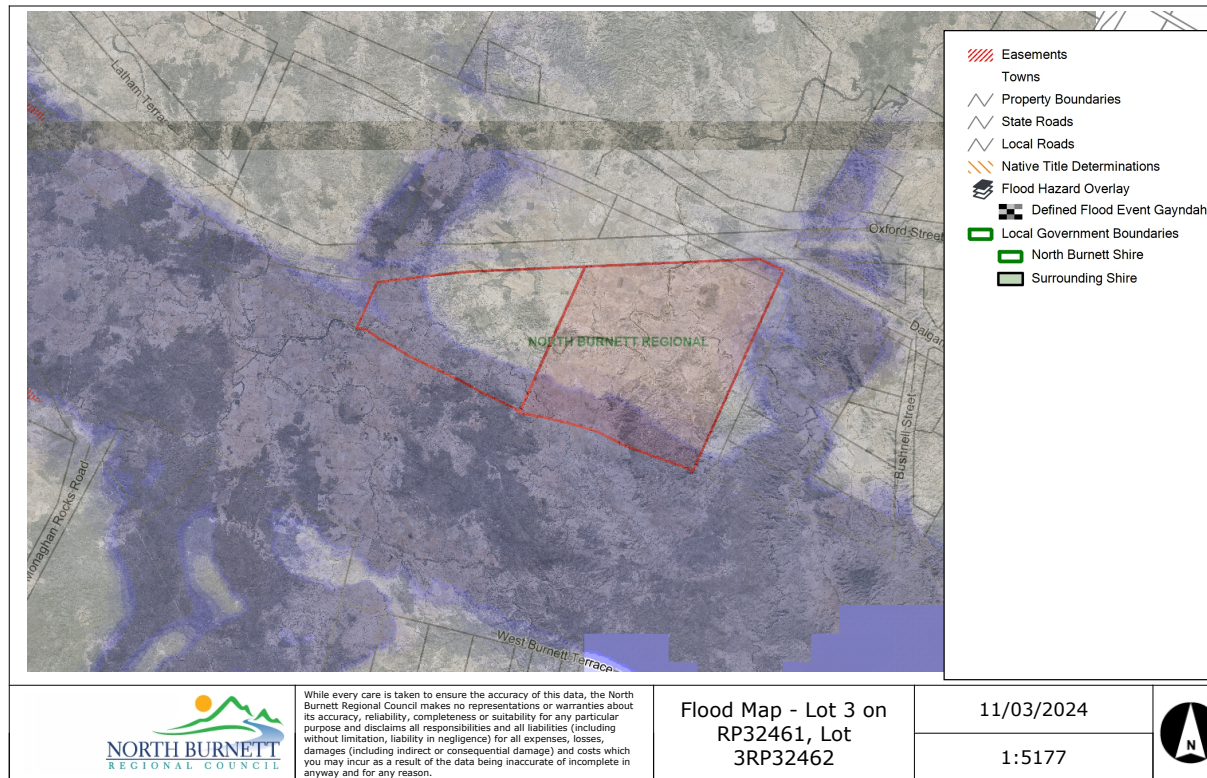 Latham Terra
Oxford Street
NORTH BURNETT REGIONAL
Dalgan
Bushnell Street
Monaghan Rocks Road
West Burnett Terrace
Easements
Towns
Property Boundaries
State Roads
Local Roads
Native Title Determinations
Flood Hazard Overlay
Defined Flood Event Gayndah
Local Government Boundaries
North Burnett Shire
Surrounding Shire
NORTH BURNETT
REGIONAL COUNCIL
While every care is taken to ensure the accuracy of this data, the North
Burnett Regional Council makes no representations or warranties about
its accuracy, reliability, completeness or suitability for any particular
purpose and disclaims all responsibilities and all liabilities (including
without limitation, liability in negligence) for all expenses, losses,
damages (including indirect or consequential damage) and costs which
you may incur as a result of the data being inaccurate of incomplete in
anyway and for any reason.
Flood Map - Lot 3 on
RP32461, Lot
3RP32462
11/03/2024
1:5177
N